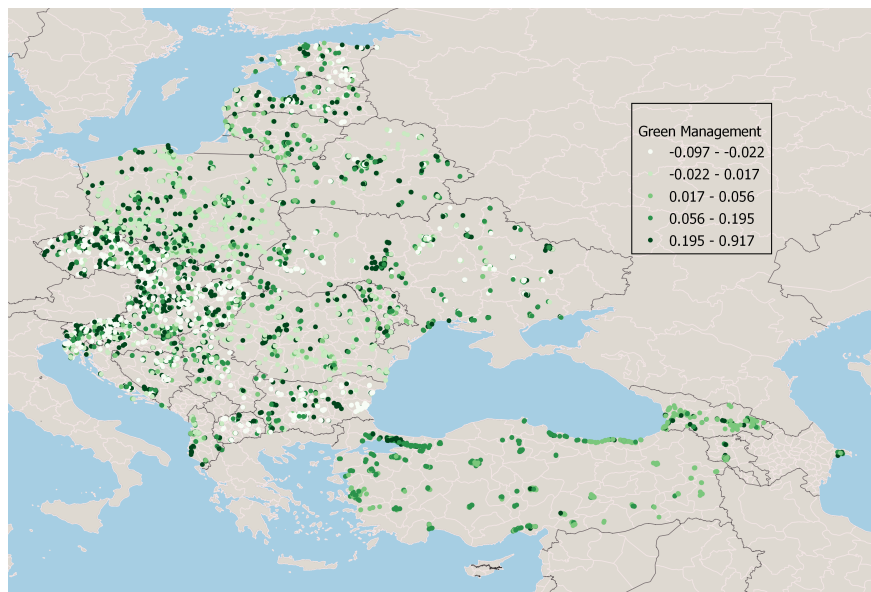 Green Management
-0.097 - -0.022
-0.022 - 0.017
0.017 - 0.056
0.056 - 0.195
0.195 - 0.917